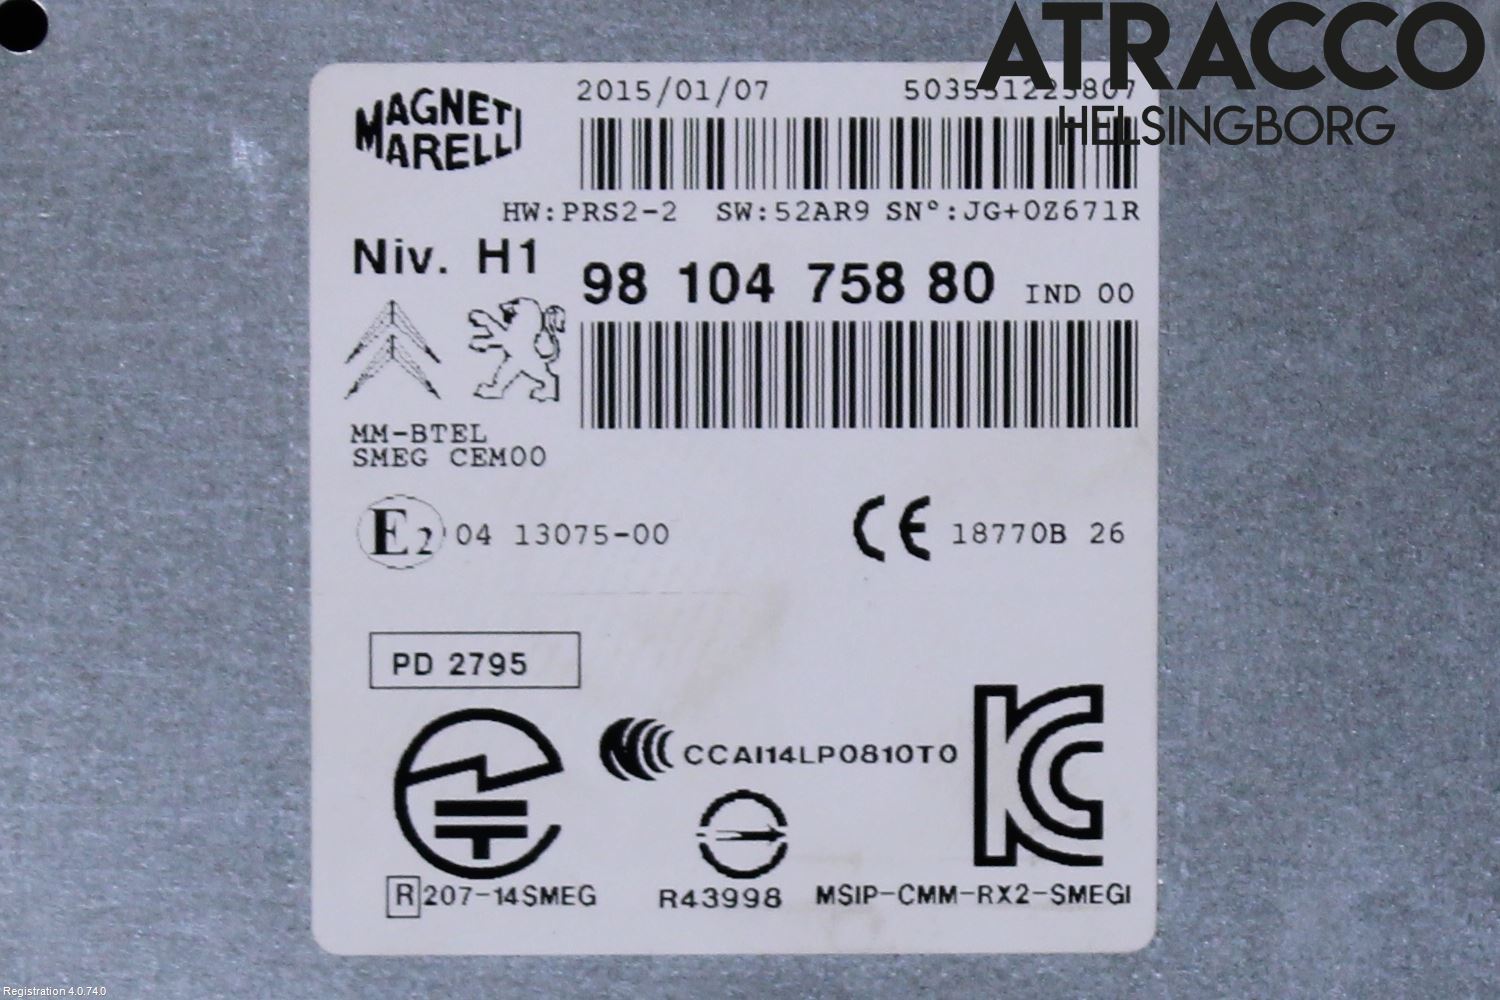 ATRACCO
HELSINGBORG
MAGNETI
MARELLI
2015/01/07
HW:PRS2-2 SW:52AR9 SN°:JG+0Z671R
Niv. H1
98 104 758 80 IND 00
MM-BTEL
SMEG CEM00
E2 04 13075-00
CE 18770B 26
PD 2795
CCAI14LP0810T0
R 207-14SMEG
R43998
MSIP-CMM-RX2-SMEGI
Registration 4.0.74.0